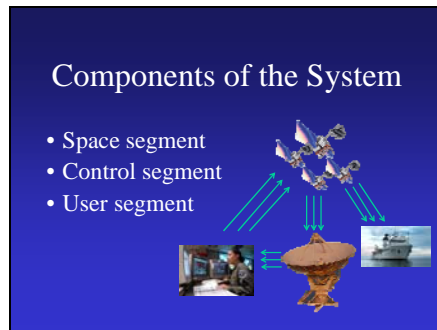 Components of the System
• Space segment
• Control segment
• User segment